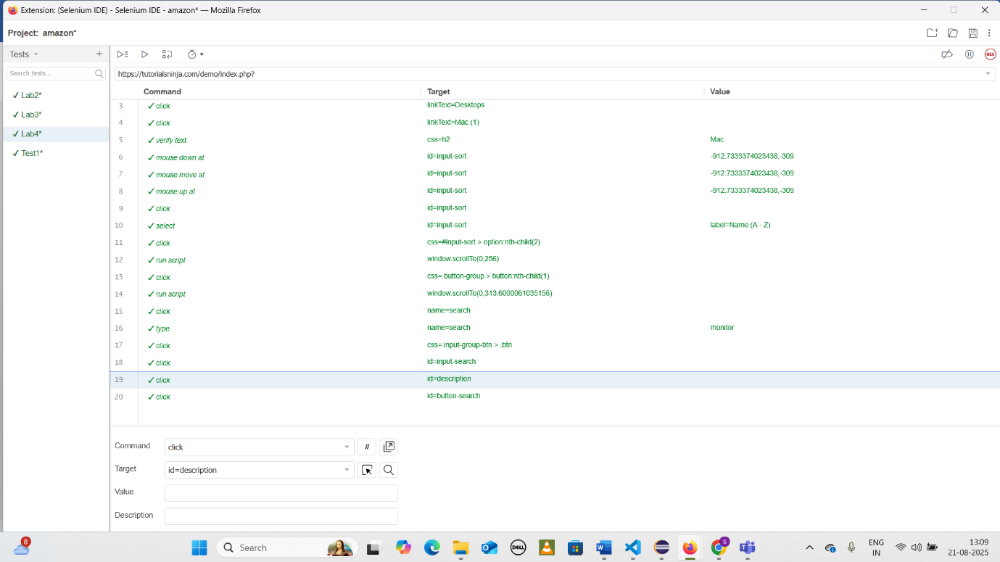 Extension: (Selenium IDE) - Selenium IDE - amazon* — Mozilla Firefox
Project: amazon*
Tests
Search tests...
✓ Lab2*
✓ Lab3*
✓ Lab4*
✓ Test1*
REC
https://tutorialsninja.com/demo/index.php?
Command Target Value
3 ✓ click linkText=Desktops
4 ✓ click linkText=Mac (1)
5 ✓ verify text css=h2 Mac
6 ✓ mouse down at id=input-sort -912.7333374023438,-309
7 ✓ mouse move at id=input-sort -912.7333374023438,-309
8 ✓ mouse up at id=input-sort -912.7333374023438,-309
9 ✓ click id=input-sort
10 ✓ select id=input-sort label=Name (A - Z)
11 ✓ click css=#input-sort > option:nth-child(2)
12 ✓ run script window.scrollTo(0,256)
13 ✓ click css=.button-group > button:nth-child(1)
14 ✓ run script window.scrollTo(0,313.6000061035156)
15 ✓ click name=search
16 ✓ type name=search monitor
17 ✓ click css=.input-group-btn > .btn
18 ✓ click id=input-search
19 ✓ click id=description
20 ✓ click id=button-search
Command click //
Target id=description
Value
Description
8
Search
DELL
S
ENG
IN
13:09
21-08-2025